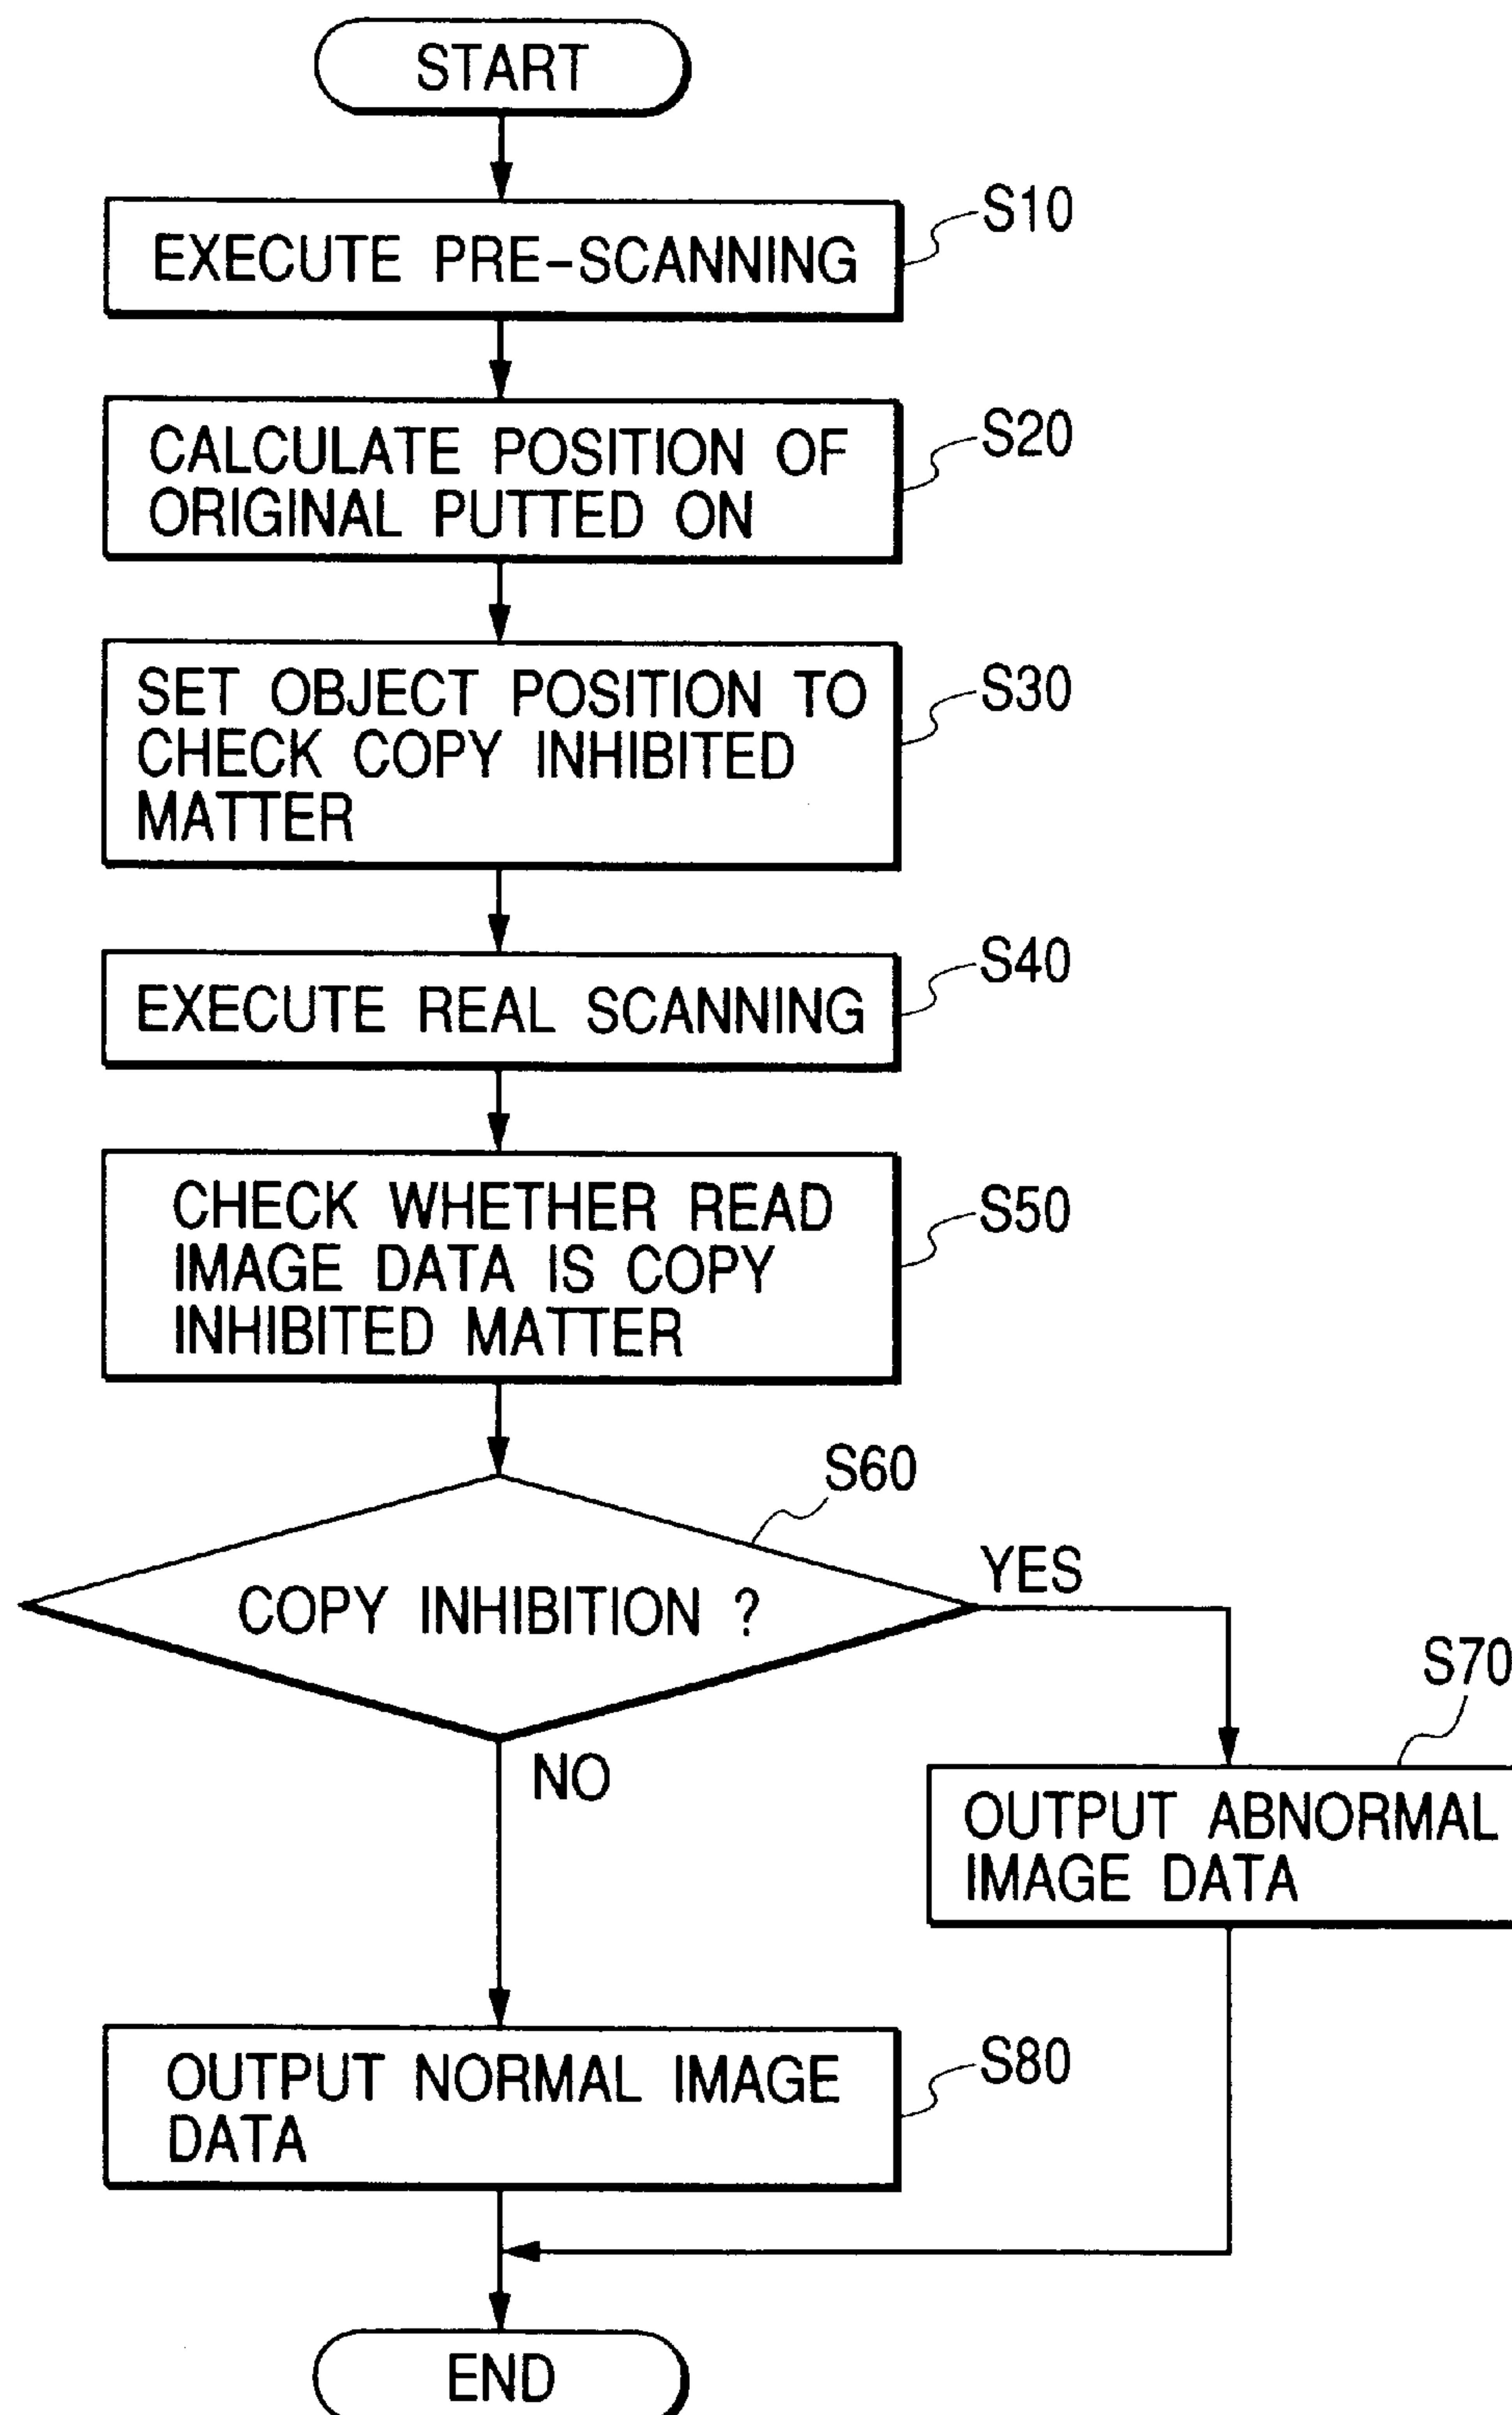 START
EXECUTE PRE-SCANNING
S10
CALCULATE POSITION OF
ORIGINAL PUTTED ON
S20
SET OBJECT POSITION TO
CHECK COPY INHIBITED
MATTER
S30
EXECUTE REAL SCANNING
S40
CHECK WHETHER READ
IMAGE DATA IS COPY
INHIBITED MATTER
S50
S60
COPY INHIBITION ?
YES
NO
S70
OUTPUT ABNORMAL
IMAGE DATA
OUTPUT NORMAL IMAGE
DATA
S80
END